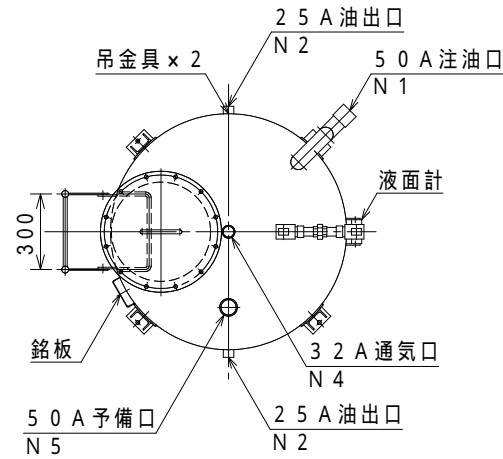 ２５A油出口
N２
吊金具×２
５０A注油口
N１
液面計
300
銘板
３２A通気口
N４
５０A予備口
N５
２５A油出口
N２